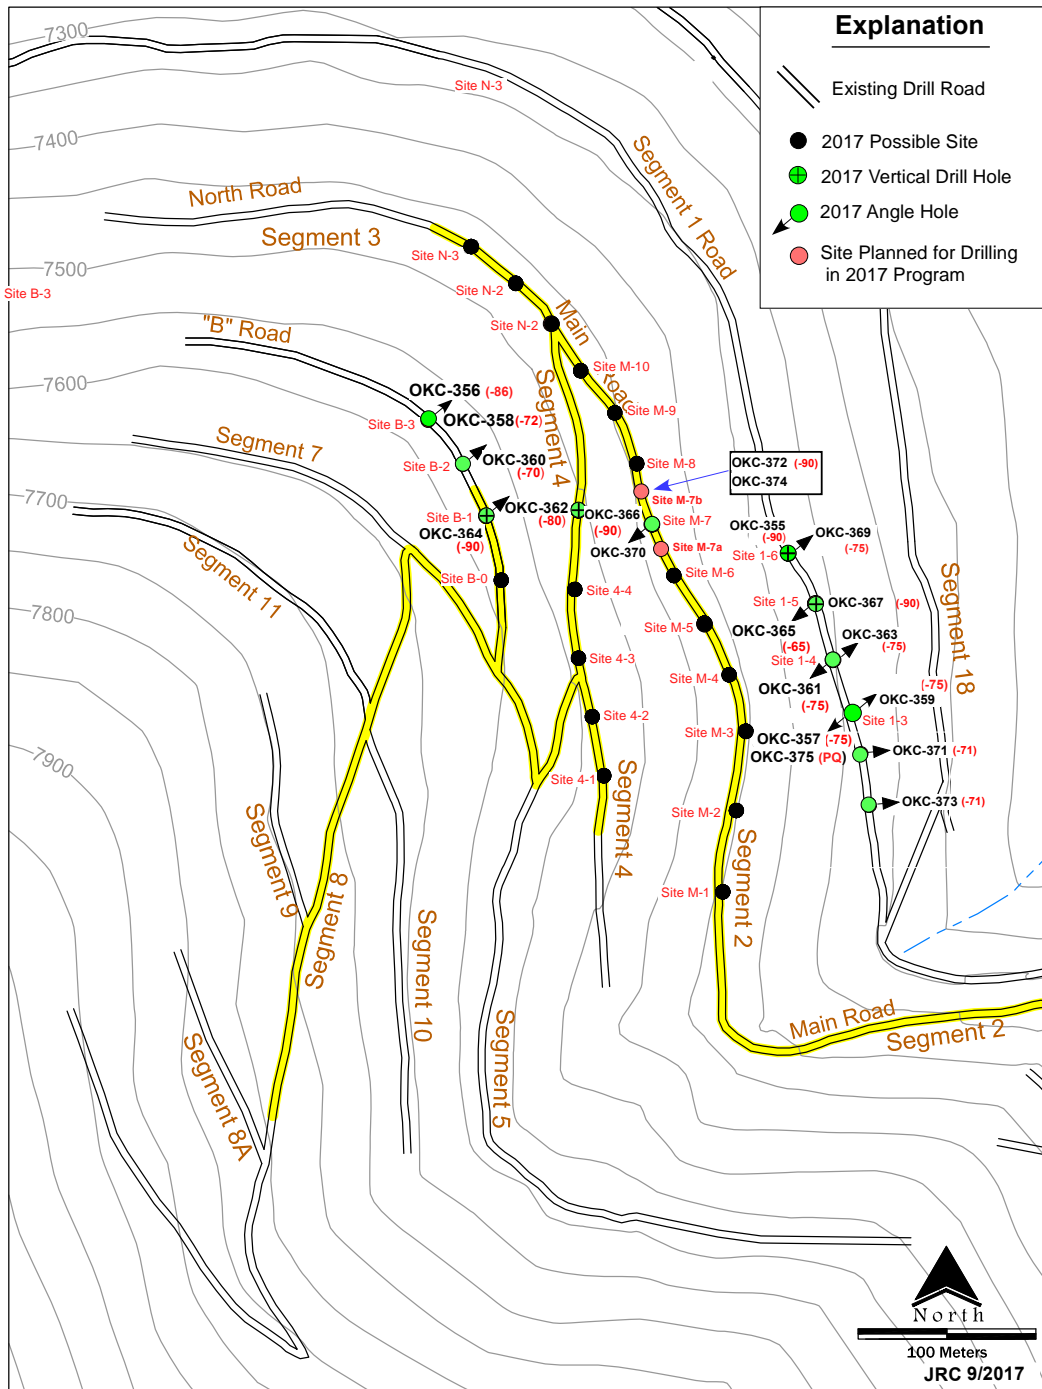 Explanation
Existing Drill Road
2017 Possible Site
2017 Vertical Drill Hole
2017 Angle Hole
Site Planned for Drilling
in 2017 Program
7300
7400
7500
7600
7700
7800
7900
Site N-3
Segment 1 Road
North Road
Segment 3
Site N-3
Site N-2
Site N-2
Site B-3
"B" Road
Main Road
Site M-10
Site M-9
Site M-8
Segment 4
OKC-356 (-86)
Site B-3
OKC-358 (-72)
Site B-2
OKC-360
(-70)
Segment 7
Site B-1
OKC-362
(-80)
OKC-364
(-90)
OKC-366
(-90)
OKC-370
Site M-7b
Site M-7
Site M-7a
Site M-6
OKC-372 (-90)
OKC-374
OKC-355
(-90)
OKC-369
(-75)
Site 1-6
Site 1-5
OKC-367 (-90)
OKC-365
(-65)
OKC-363
(-75)
Site 1-4
OKC-361
(-75)
(-75)
OKC-359
Site 1-3
OKC-357 (-75)
OKC-375 (PQ)
OKC-371 (-71)
OKC-373 (-71)
Segment 18
Segment 11
Site B-0
Site 4-4
Site 4-3
Site 4-2
Site 4-1
Site M-5
Site M-4
Site M-3
Site M-2
Site M-1
Segment 4
Segment 2
Segment 9
Segment 8
Segment 10
Segment 8A
Segment 5
Main Road
Segment 2
North
100 Meters
JRC 9/2017